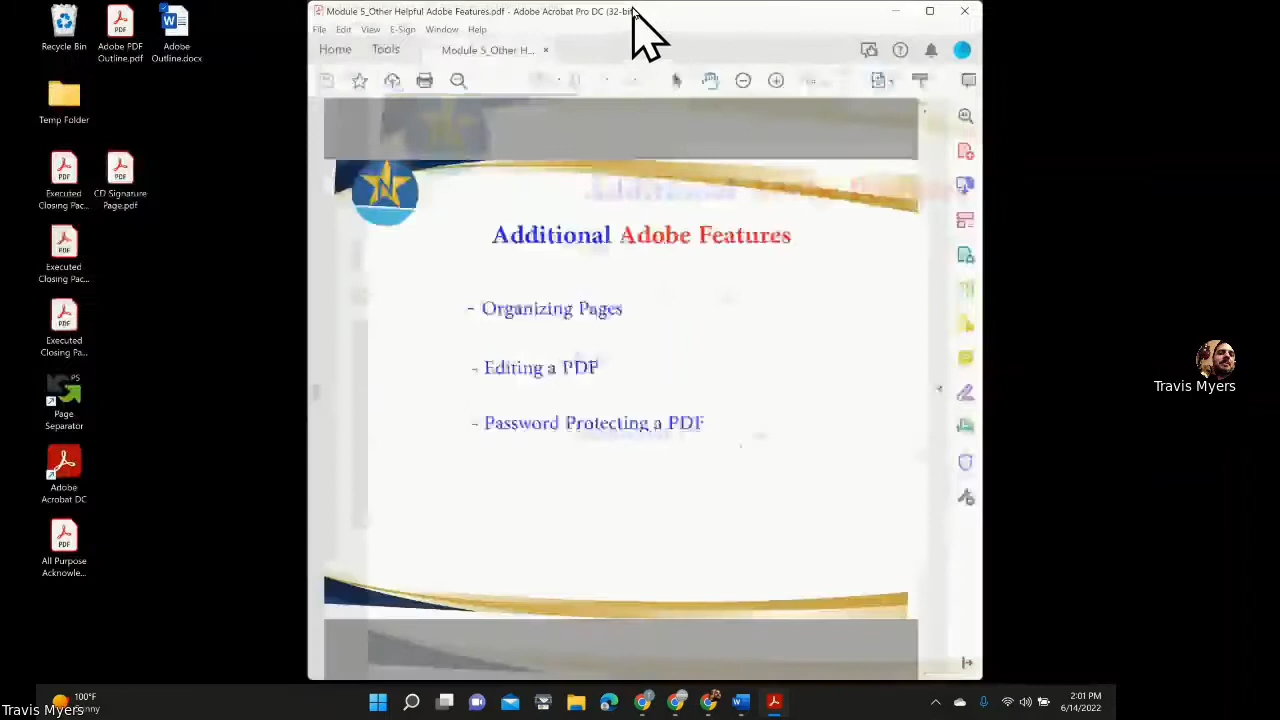 Module 5_Other Helpful Adobe Features.pdf - Adobe Acrobat Pro DC (32-bit
File Edit View E-Sign Window Help
Home Tools Module 5_Other H... ×
Additional Adobe Features
- Organizing Pages
- Editing a PDF
- Password Protecting a PDF
Recycle Bin
Adobe PDF Outline.pdf
Adobe Outline.docx
Temp Folder
Executed Closing Pac...
CD Signature Page.pdf
Executed Closing Pac...
Executed Closing Pa...
PS
Page Separator
Adobe Acrobat DC
All Purpose Acknowle...
Travis Myers
100°F
Sunny
2:01 PM
6/14/2022
Travis Myers